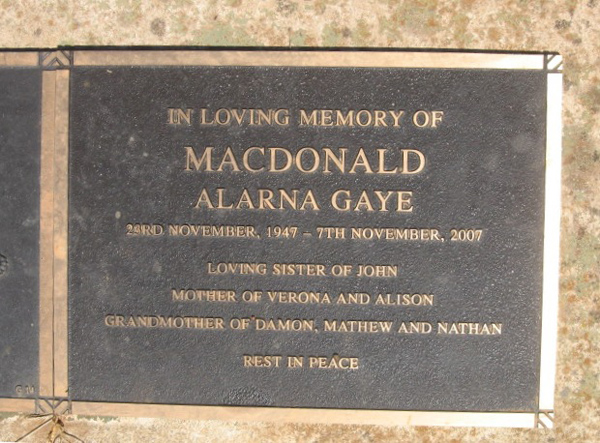 IN LOVING MEMORY OF
MACDONALD
ALARNA GAYE
23RD NOVEMBER, 1947 – 7TH NOVEMBER, 2007
LOVING SISTER OF JOHN
MOTHER OF VERONA AND ALISON
GRANDMOTHER OF DAMON, MATHEW AND NATHAN
REST IN PEACE